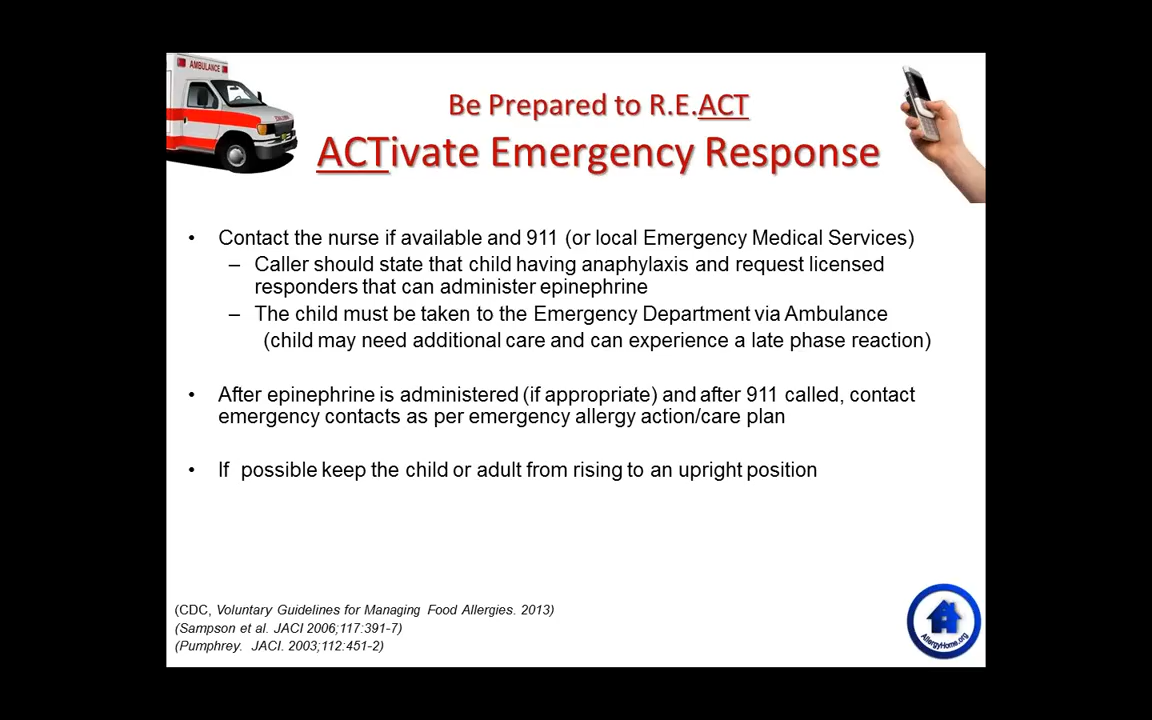 AMBULANCE
Be Prepared to R.E.ACT
ACTivate Emergency Response
• Contact the nurse if available and 911 (or local Emergency Medical Services)
– Caller should state that child having anaphylaxis and request licensed
responders that can administer epinephrine
– The child must be taken to the Emergency Department via Ambulance
(child may need additional care and can experience a late phase reaction)
• After epinephrine is administered (if appropriate) and after 911 called, contact
emergency contacts as per emergency allergy action/care plan
• If possible keep the child or adult from rising to an upright position
(CDC, Voluntary Guidelines for Managing Food Allergies. 2013)
(Sampson et al. JACI 2006;117:391-7)
(Pumphrey. JACI. 2003;112:451-2)
AllergyHome.org